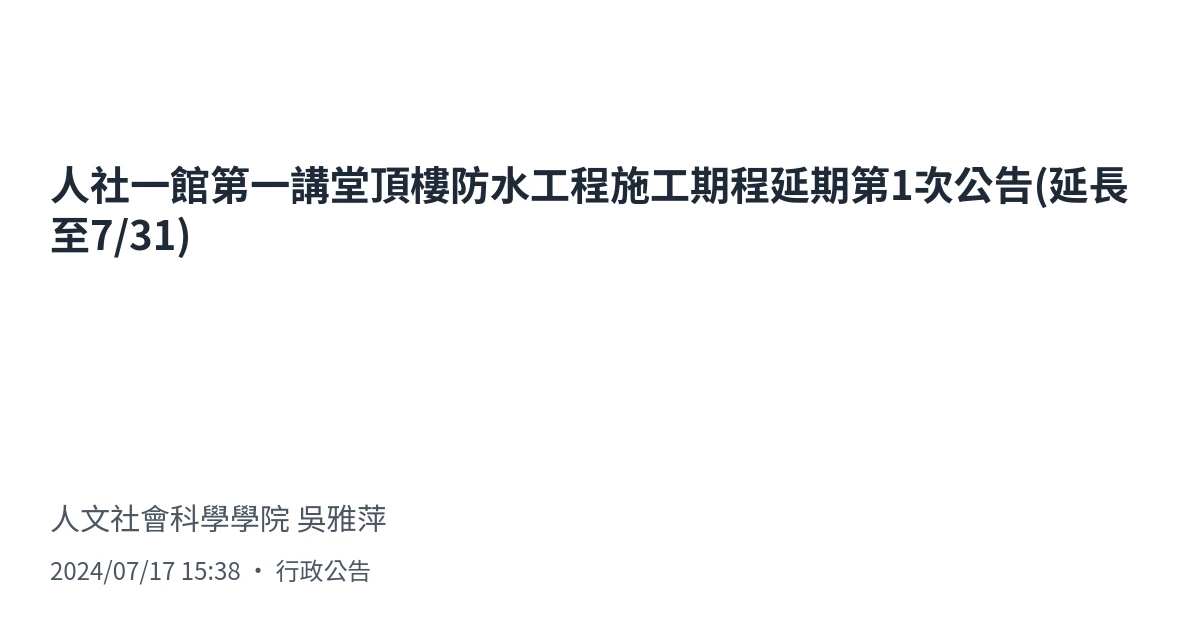 人社一館第一講堂頂樓防水工程施工期程延期第1次公告(延長
至7/31)
人文社會科學學院 吳雅萍
2024/07/17 15:38 • 行政公告